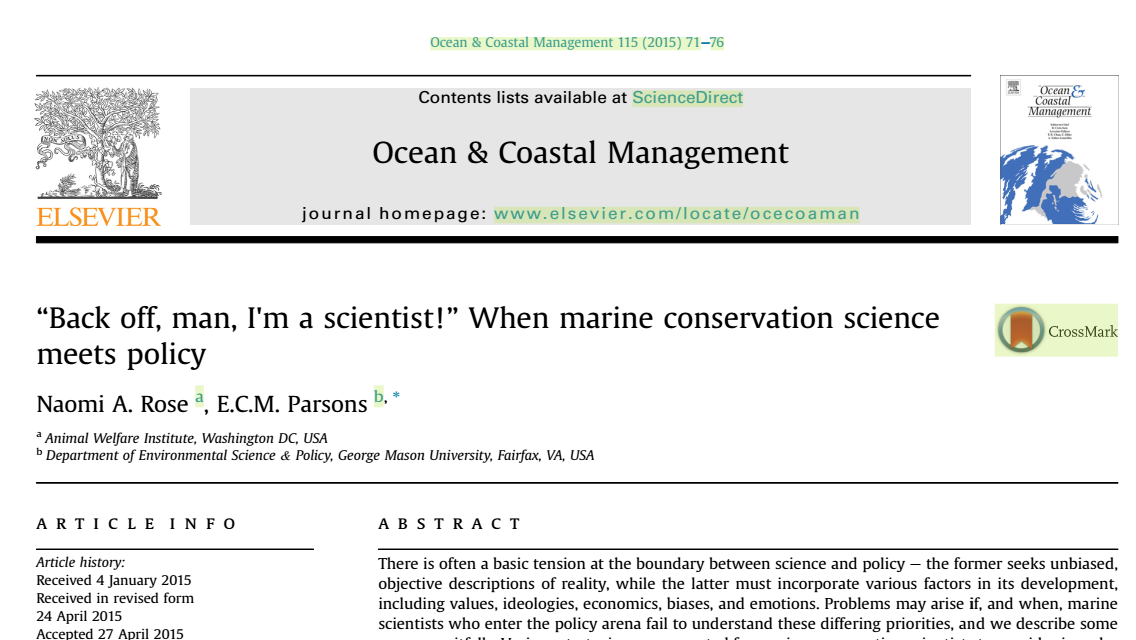 Ocean & Coastal Management 115 (2015) 71–76
Contents lists available at ScienceDirect
Ocean & Coastal Management
journal homepage: www.elsevier.com/locate/ocecoaman
ELSEVIER
Ocean &
Coastal
Management
“Back off, man, I'm a scientist!” When marine conservation science
meets policy
CrossMark
Naomi A. Rose a, E.C.M. Parsons b, *
a Animal Welfare Institute, Washington DC, USA
b Department of Environmental Science & Policy, George Mason University, Fairfax, VA, USA
ARTICLE INFO
Article history:
Received 4 January 2015
Received in revised form
24 April 2015
Accepted 27 April 2015
ABSTRACT
There is often a basic tension at the boundary between science and policy — the former seeks unbiased,
objective descriptions of reality, while the latter must incorporate various factors in its development,
including values, ideologies, economics, biases, and emotions. Problems may arise if, and when, marine
scientists who enter the policy arena fail to understand these differing priorities, and we describe some